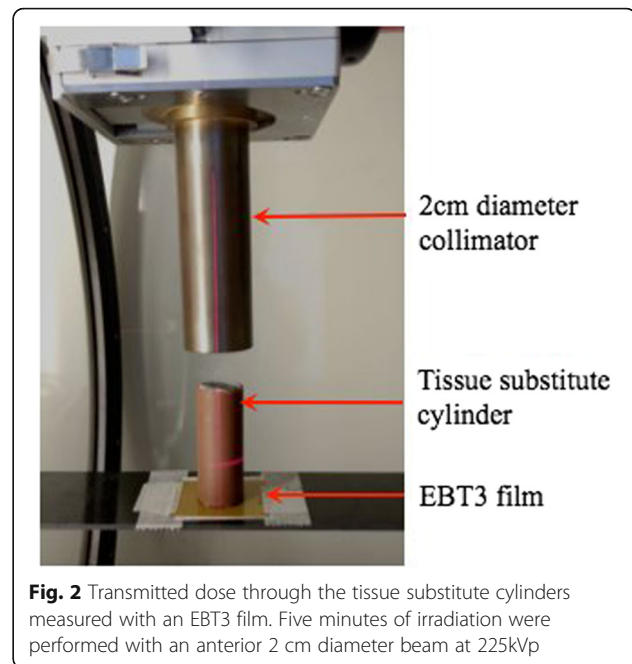 2cm diameter
collimator
Tissue substitute
cylinder
EBT3 film
Fig. 2 Transmitted dose through the tissue substitute cylinders
measured with an EBT3 film. Five minutes of irradiation were
performed with an anterior 2 cm diameter beam at 225kVp